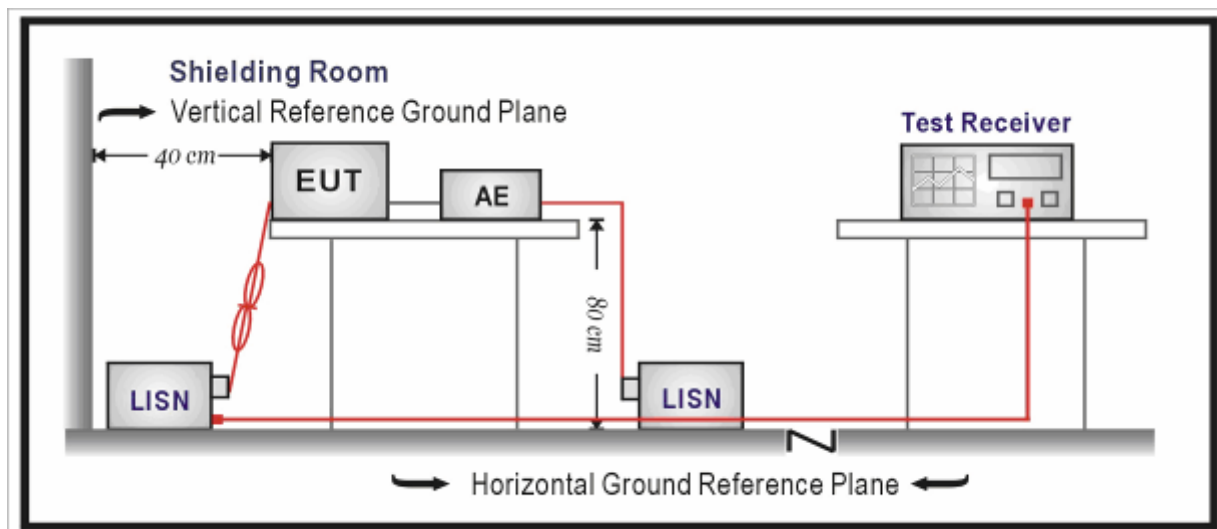 Shielding Room
Vertical Reference Ground Plane
40 cm
EUT
AE
Test Receiver
80 cm
LISN
LISN
Horizontal Ground Reference Plane